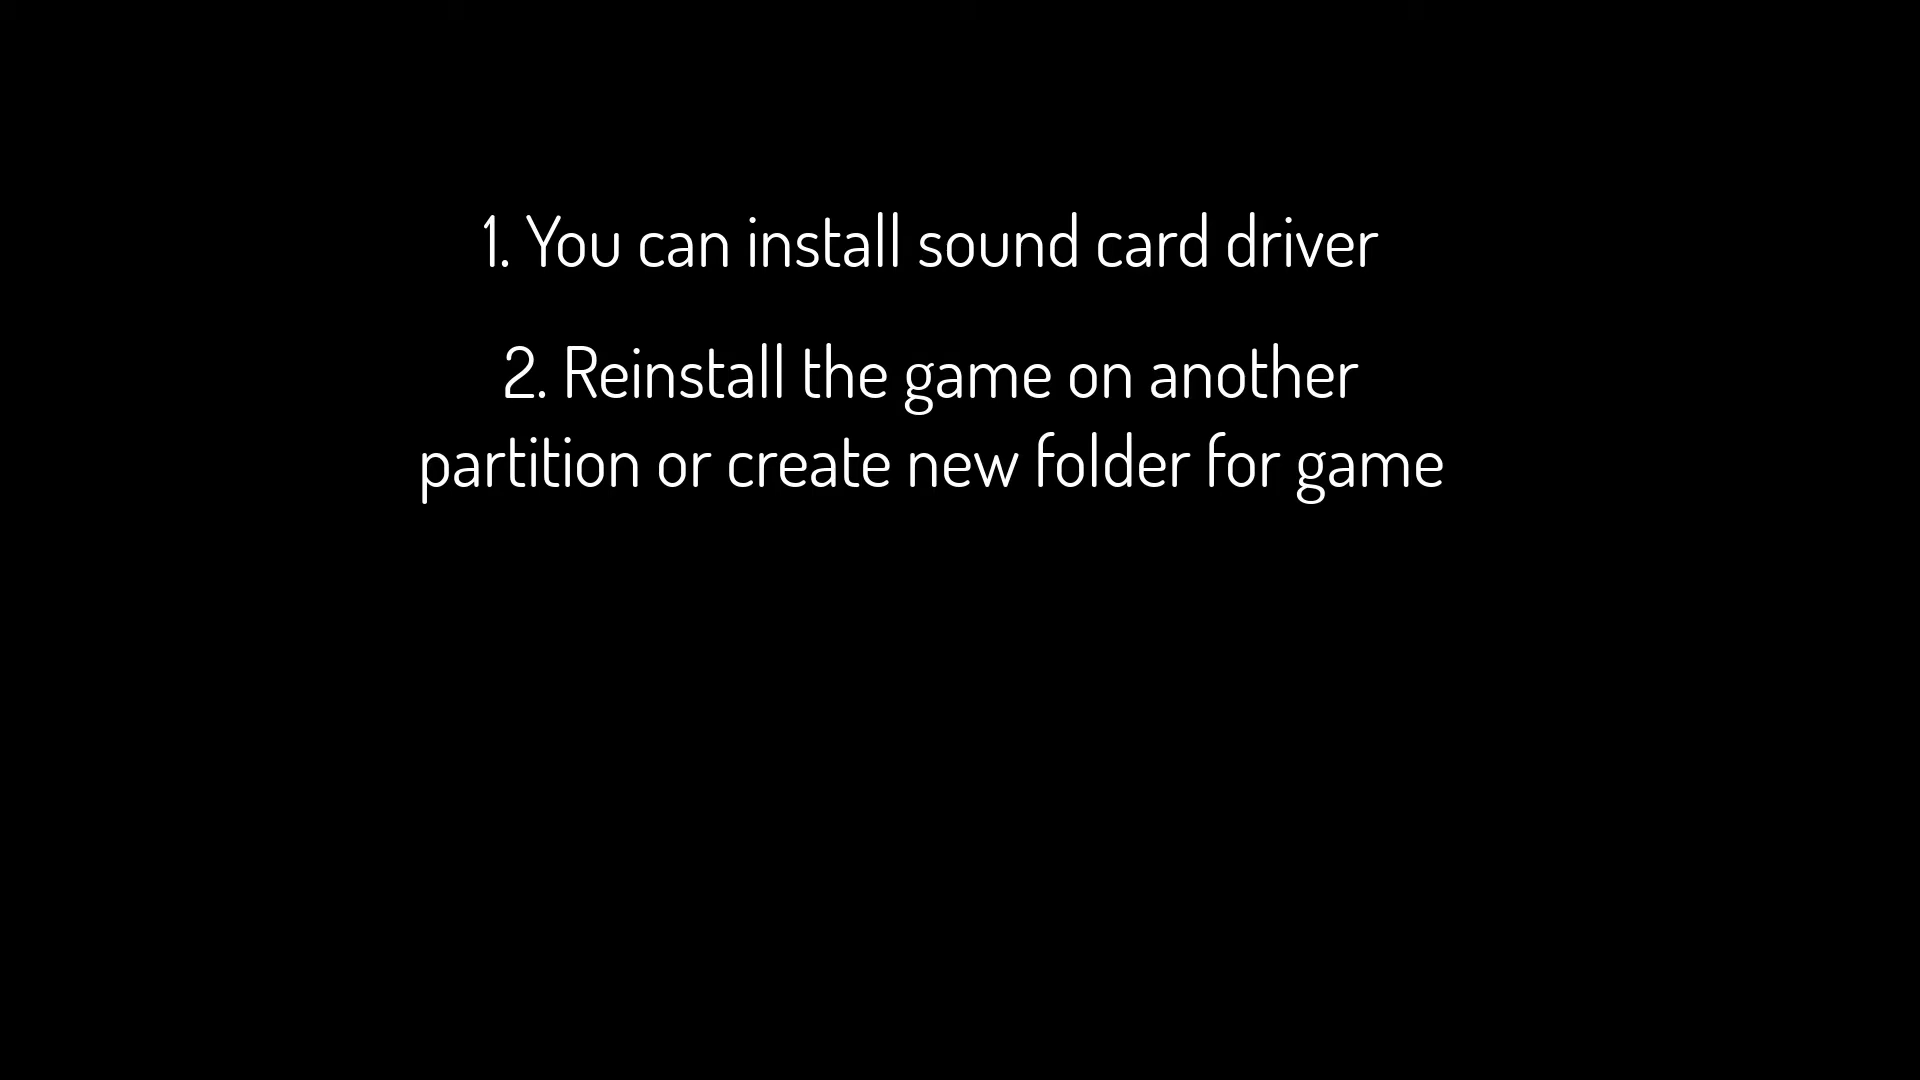 1. You can install sound card driver
2. Reinstall the game on another
partition or create new folder for game